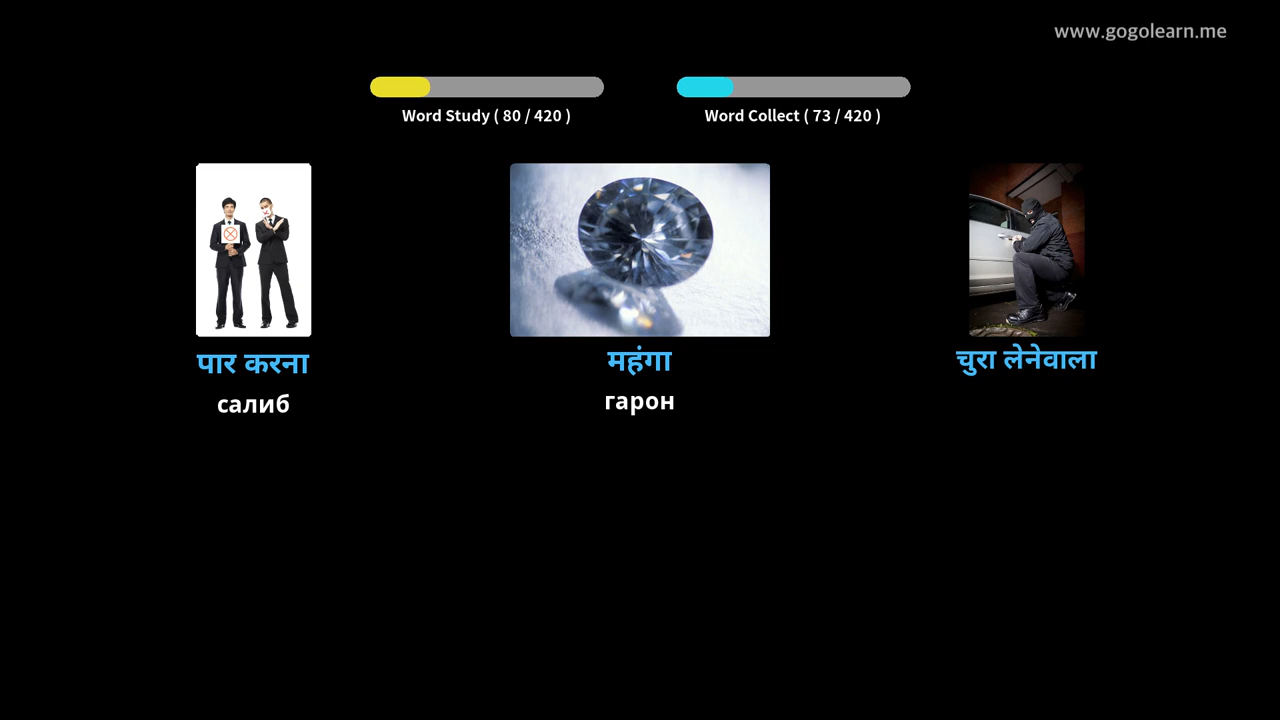 www.gogolearn.me
Word Study ( 80 / 420 )
Word Collect ( 73 / 420 )
पार करना
салиб
महंगा
гарон
चुरा लेनेवाला